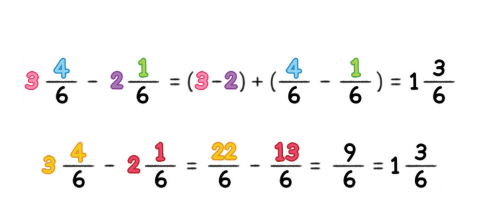 3 4/6 - 2 1/6 = (3-2) + (4/6 - 1/6) = 1 3/6
3 4/6 - 2 1/6 = 22/6 - 13/6 = 9/6 = 1 3/6